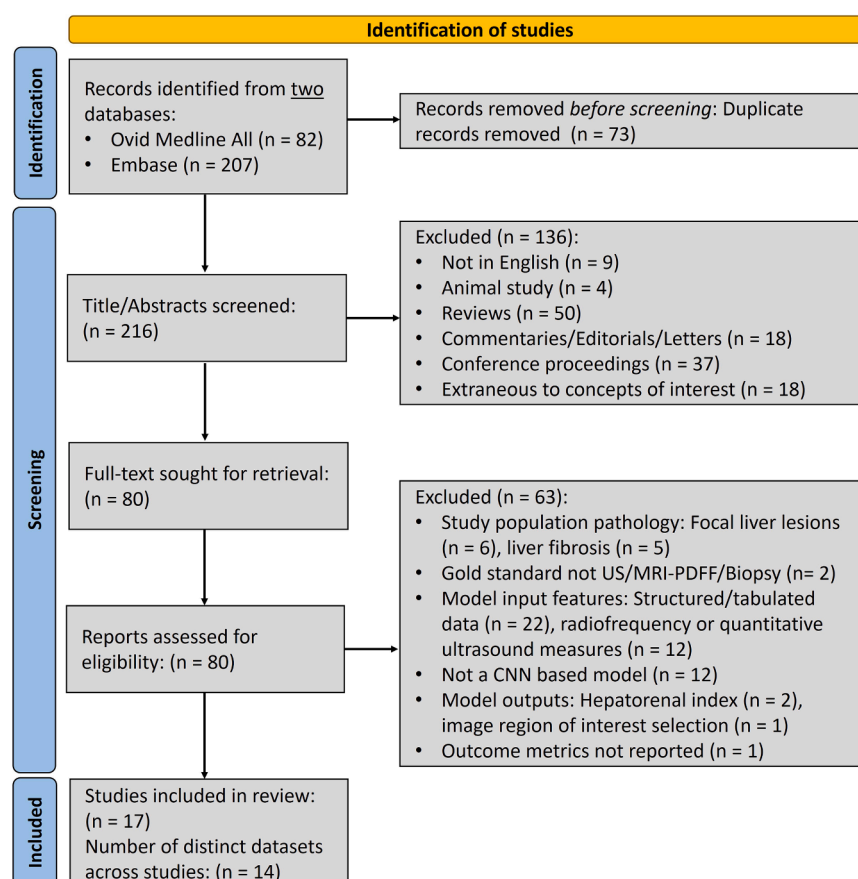 Identification of studies
Identification
Records identified from two
databases:
• Ovid Medline All (n = 82)
• Embase (n = 207)
Records removed before screening: Duplicate
records removed (n = 73)
Screening
Title/Abstracts screened:
(n = 216)
Excluded (n = 136):
• Not in English (n = 9)
• Animal study (n = 4)
• Reviews (n = 50)
• Commentaries/Editorials/Letters (n = 18)
• Conference proceedings (n = 37)
• Extraneous to concepts of interest (n = 18)
Full-text sought for retrieval:
(n = 80)
Reports assessed for
eligibility: (n = 80)
Excluded (n = 63):
• Study population pathology: Focal liver lesions
(n = 6), liver fibrosis (n = 5)
• Gold standard not US/MRI-PDFF/Biopsy (n= 2)
• Model input features: Structured/tabulated
data (n = 22), radiofrequency or quantitative
ultrasound measures (n = 12)
• Not a CNN based model (n = 12)
• Model outputs: Hepatorenal index (n = 2),
image region of interest selection (n = 1)
• Outcome metrics not reported (n = 1)
Included
Studies included in review:
(n = 17)
Number of distinct datasets
across studies: (n = 14)